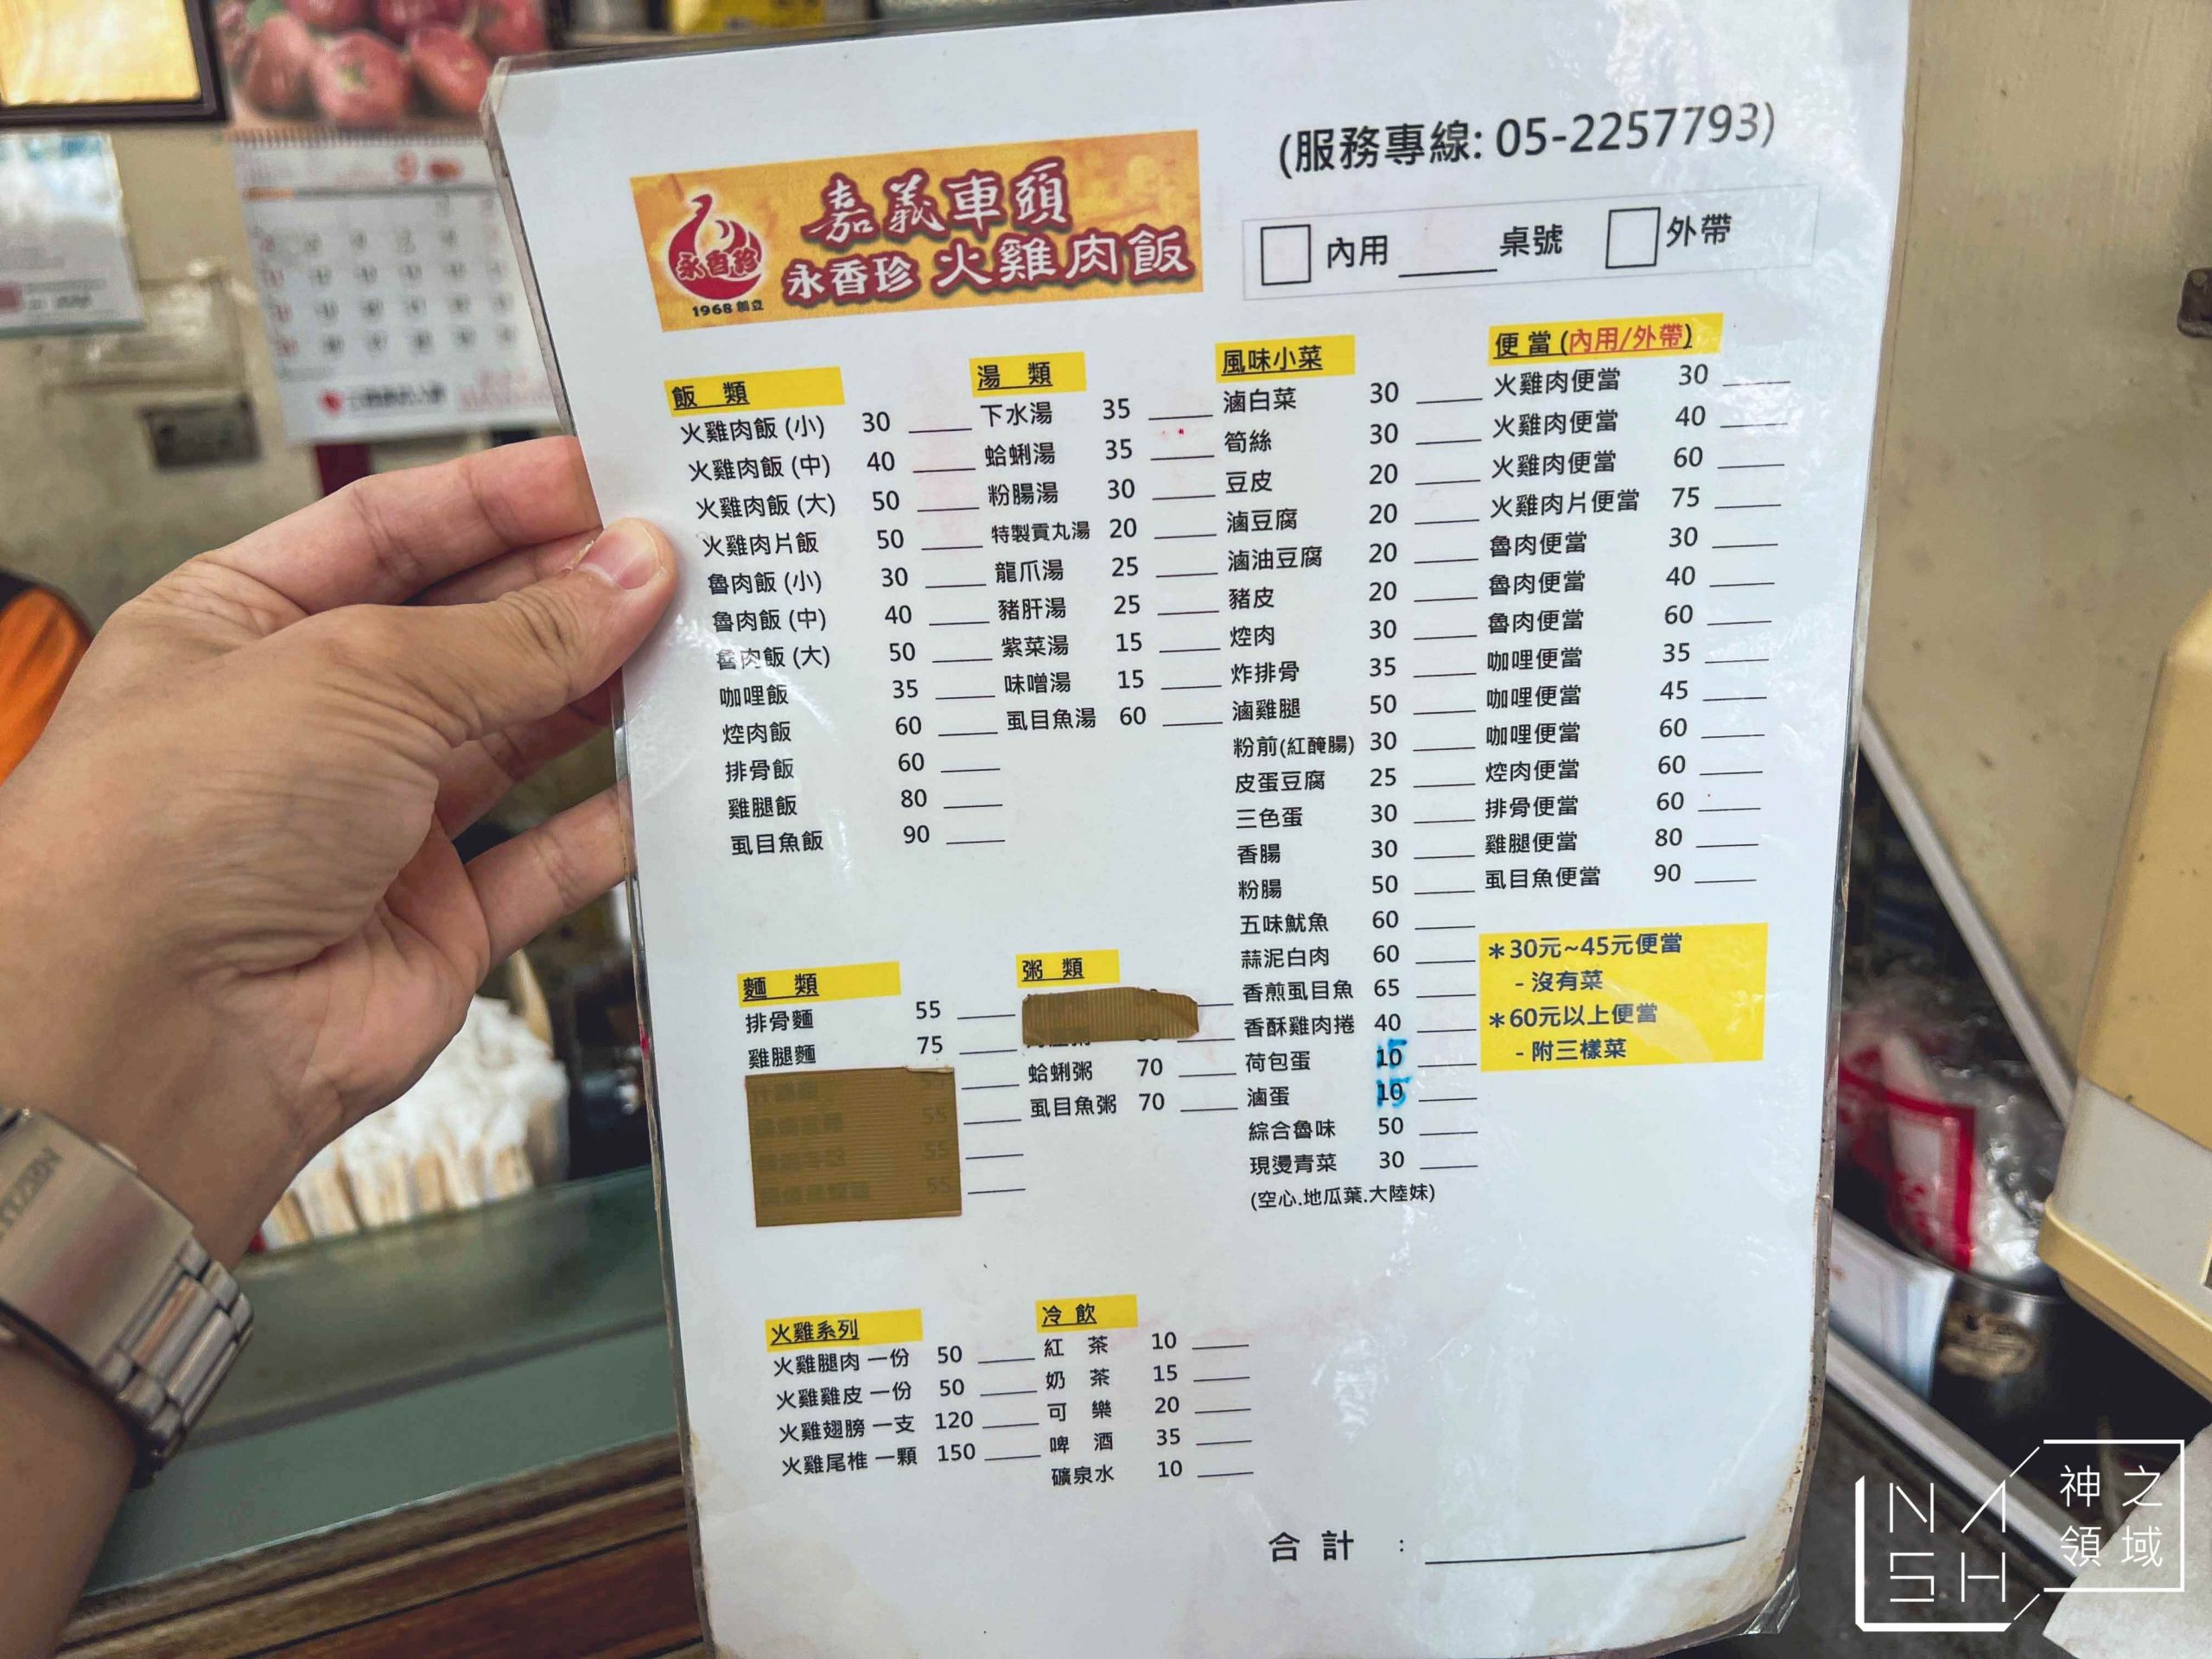 (服務專線: 05-2257793)
嘉義車頭
永香珍 火雞肉飯
永香珍
1968 創立
內用 ____ 桌號 外帶
飯 類
火雞肉飯 (小) 30
火雞肉飯 (中) 40
火雞肉飯 (大) 50
火雞肉片飯 50
魯肉飯 (小) 30
魯肉飯 (中) 40
魯肉飯 (大) 50
咖哩飯 35
焢肉飯 60
排骨飯 60
雞腿飯 80
虱目魚飯 90
湯 類
下水湯 35
蛤蜊湯 35
粉腸湯 30
特製貢丸湯 20
龍爪湯 25
豬肝湯 25
紫菜湯 15
味噌湯 15
虱目魚湯 60
風味小菜
滷白菜 30
筍絲 30
豆皮 20
滷豆腐 20
滷油豆腐 20
豬皮 20
焢肉 30
炸排骨 35
滷雞腿 50
粉前(紅醃腸) 30
皮蛋豆腐 25
三色蛋 30
香腸 30
粉腸 50
五味魷魚 60
蒜泥白肉 60
香煎虱目魚 65
香酥雞肉捲 40
荷包蛋 15
滷蛋 15
綜合魯味 50
現燙青菜 30
(空心.地瓜葉.大陸妹)
便 當 (內用/外帶)
火雞肉便當 30
火雞肉便當 40
火雞肉便當 60
火雞肉片便當 75
魯肉便當 30
魯肉便當 40
魯肉便當 60
咖哩便當 35
咖哩便當 45
咖哩便當 60
焢肉便當 60
排骨便當 60
雞腿便當 80
虱目魚便當 90
＊30元~45元便當
- 沒有菜
＊60元以上便當
- 附三樣菜
麵 類
排骨麵 55
雞腿麵 75
55
55
55
粥 類
蛤蜊粥 70
虱目魚粥 70
火雞系列
火雞腿肉 一份 50
火雞雞皮 一份 50
火雞翅膀 一支 120
火雞尾椎 一顆 150
冷 飲
紅 茶 10
奶 茶 15
可 樂 20
啤 酒 35
礦泉水 10
合 計 :
NASH
神之
領域